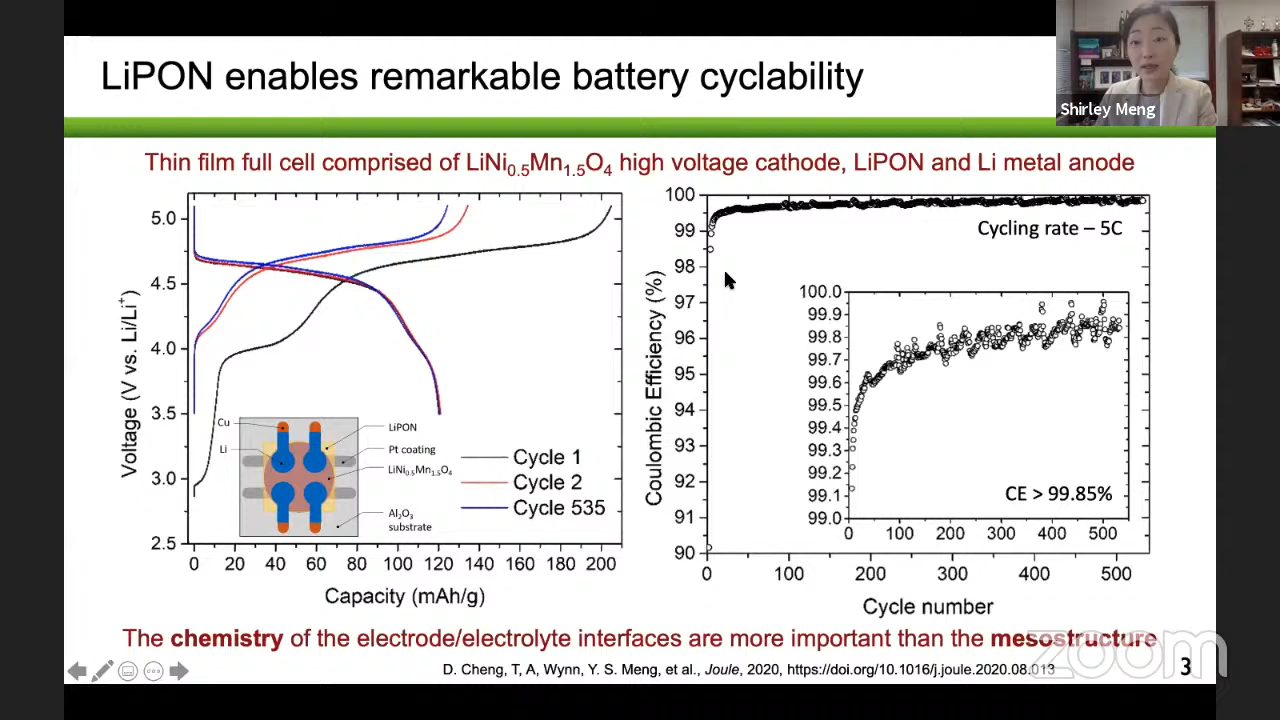 LiPON enables remarkable battery cyclability
Shirley Meng
Thin film full cell comprised of LiNi0.5Mn1.5O4 high voltage cathode, LiPON and Li metal anode
5.0
4.5
4.0
3.5
3.0
2.5
Voltage (V vs. Li/Li+)
0 20 40 60 80 100 120 140 160 180 200
Capacity (mAh/g)
Cu
Li
LiPON
Pt coating
LiNi0.5Mn1.5O4
Al2O3
substrate
Cycle 1
Cycle 2
Cycle 535
100
99
98
97
96
95
94
93
92
91
90
Coulombic Efficiency (%)
0 100 200 300 400 500
Cycle number
Cycling rate – 5C
100.0
99.9
99.8
99.7
99.6
99.5
99.4
99.3
99.2
99.1
99.0
0 100 200 300 400 500
CE > 99.85%
The chemistry of the electrode/electrolyte interfaces are more important than the mesostructure
zoom
D. Cheng, T, A, Wynn, Y. S. Meng, et al., Joule, 2020, https://doi.org/10.1016/j.joule.2020.08.013
3